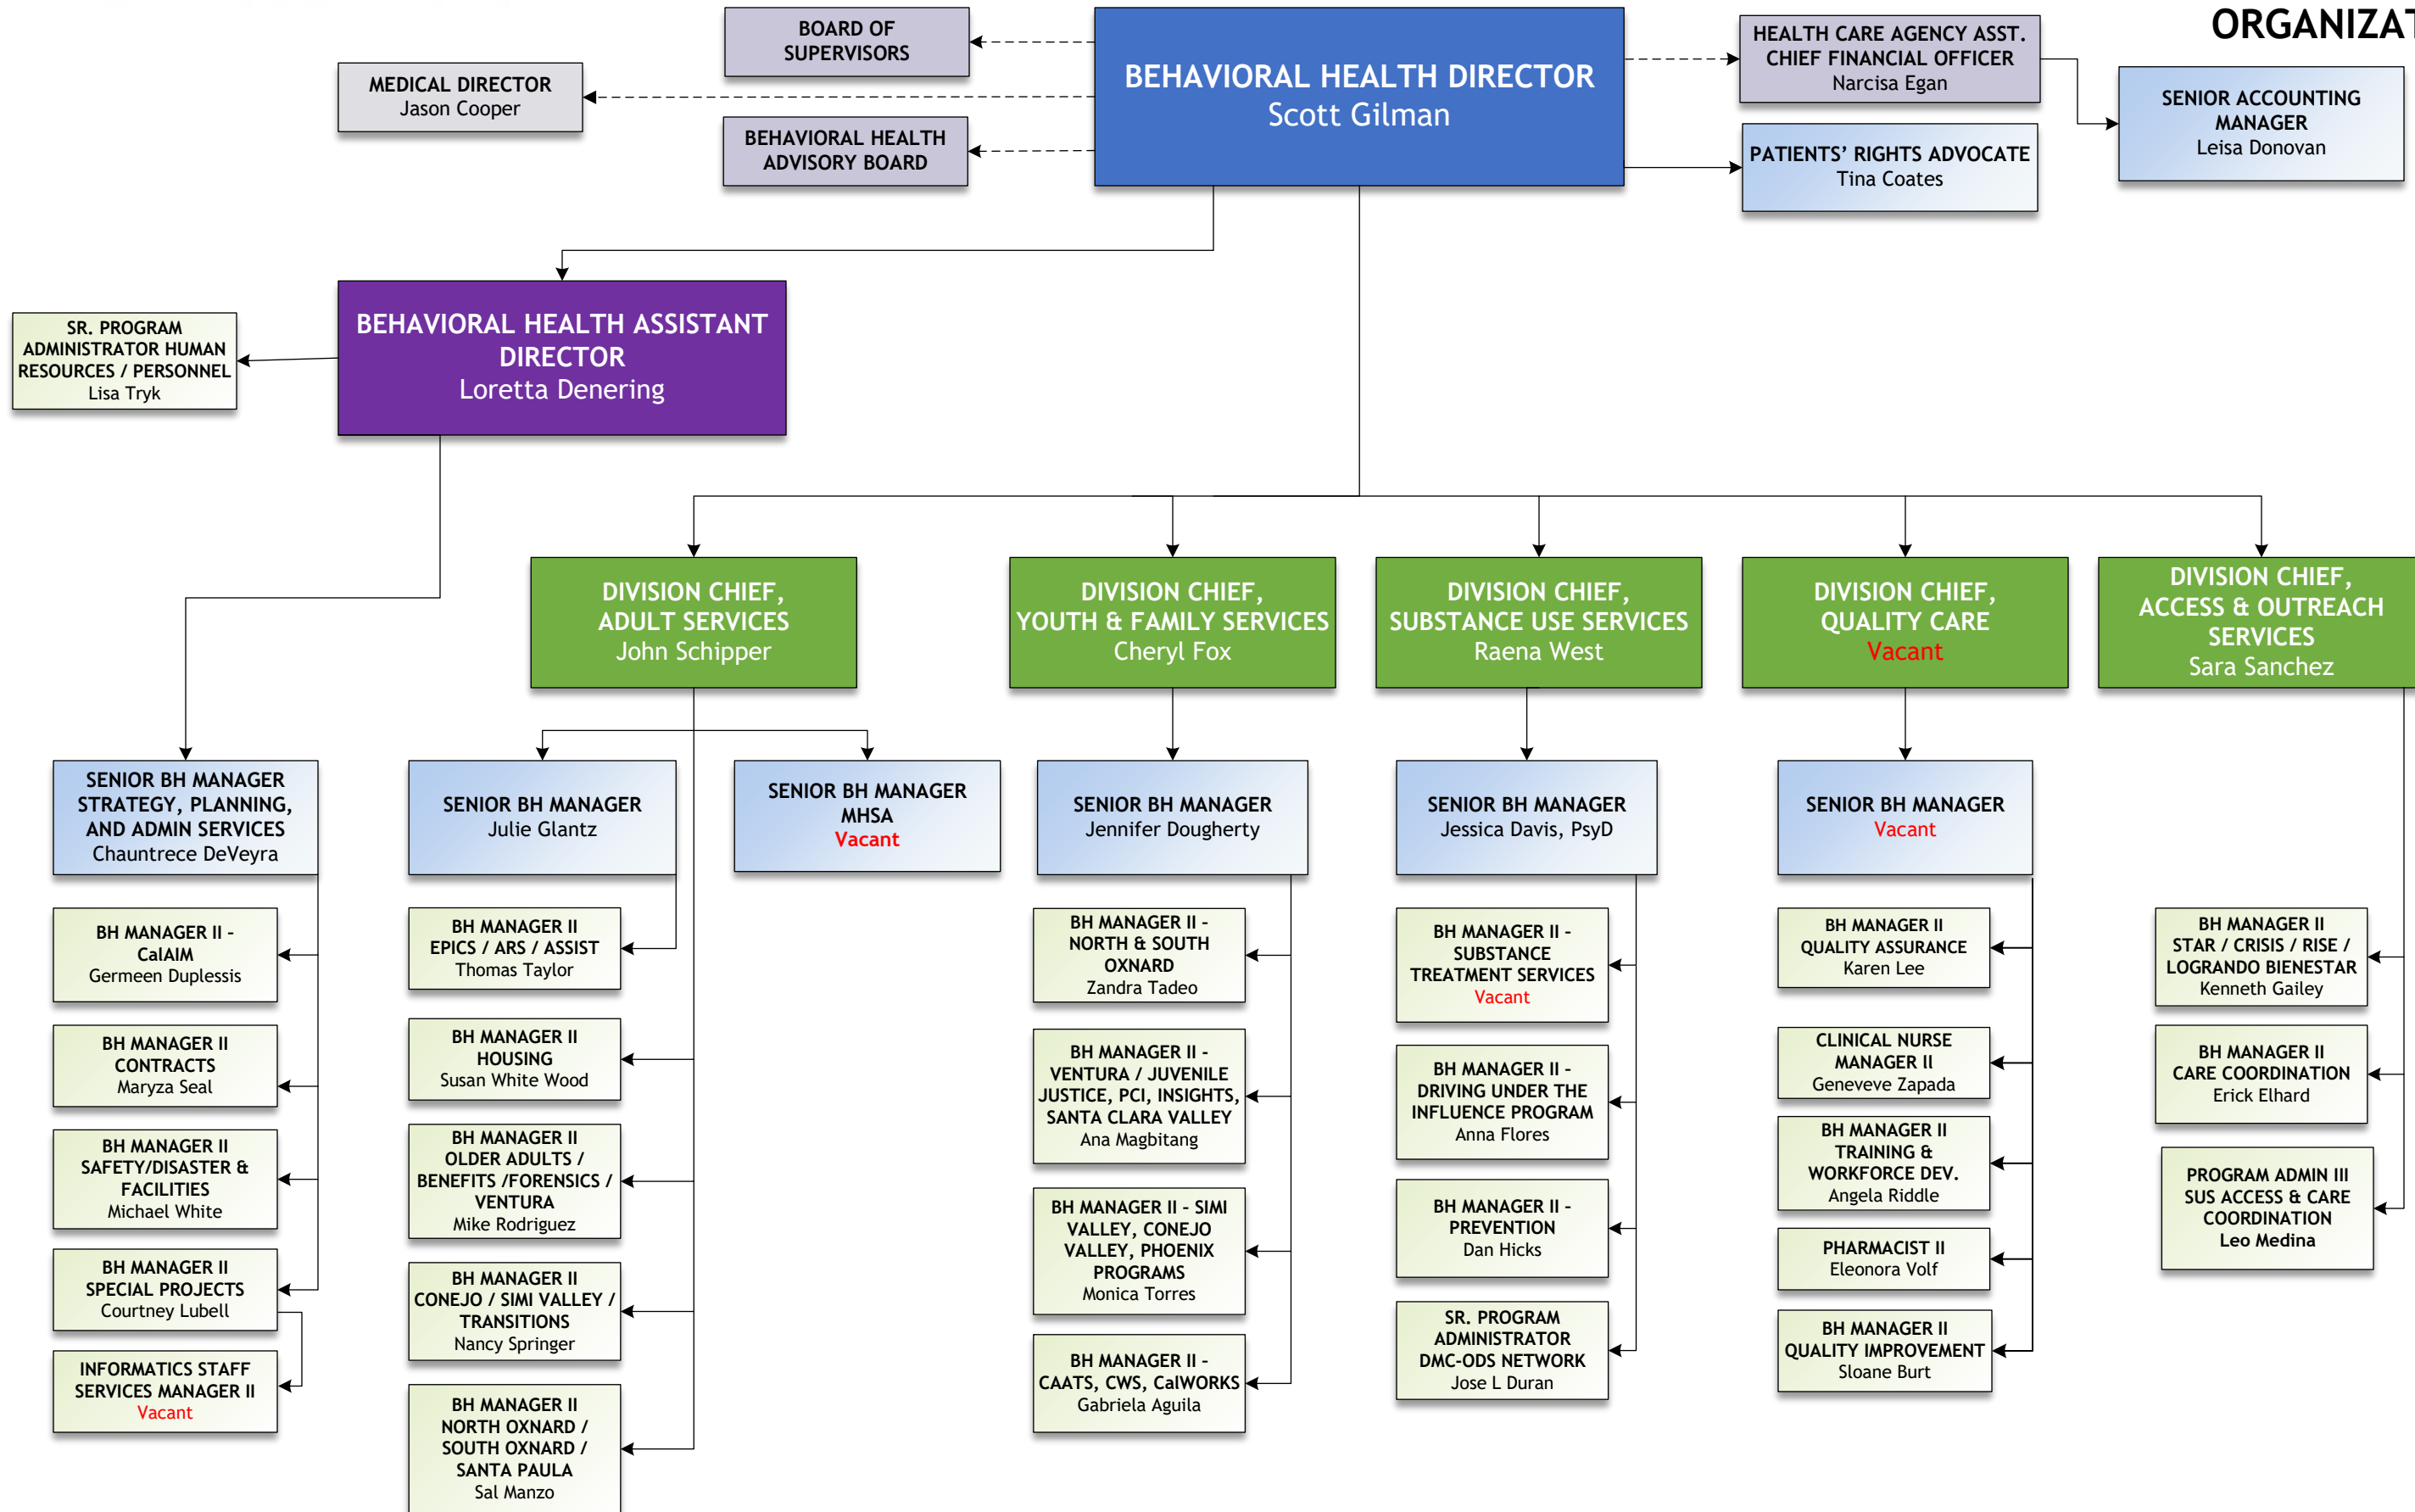 ORGANIZAT
BOARD OF
SUPERVISORS
MEDICAL DIRECTOR
Jason Cooper
BEHAVIORAL HEALTH
ADVISORY BOARD
BEHAVIORAL HEALTH DIRECTOR
Scott Gilman
HEALTH CARE AGENCY ASST.
CHIEF FINANCIAL OFFICER
Narcisa Egan
SENIOR ACCOUNTING
MANAGER
Leisa Donovan
PATIENTS’ RIGHTS ADVOCATE
Tina Coates
SR. PROGRAM
ADMINISTRATOR HUMAN
RESOURCES / PERSONNEL
Lisa Tryk
BEHAVIORAL HEALTH ASSISTANT
DIRECTOR
Loretta Denering
DIVISION CHIEF,
ADULT SERVICES
John Schipper
DIVISION CHIEF,
YOUTH & FAMILY SERVICES
Cheryl Fox
DIVISION CHIEF,
SUBSTANCE USE SERVICES
Raena West
DIVISION CHIEF,
QUALITY CARE
Vacant
DIVISION CHIEF,
ACCESS & OUTREACH
SERVICES
Sara Sanchez
SENIOR BH MANAGER
STRATEGY, PLANNING,
AND ADMIN SERVICES
Chauntrece DeVeyra
SENIOR BH MANAGER
Julie Glantz
SENIOR BH MANAGER
MHSA
Vacant
SENIOR BH MANAGER
Jennifer Dougherty
SENIOR BH MANAGER
Jessica Davis, PsyD
SENIOR BH MANAGER
Vacant
BH MANAGER II -
CalAIM
Germeen Duplessis
BH MANAGER II
CONTRACTS
Maryza Seal
BH MANAGER II
SAFETY/DISASTER &
FACILITIES
Michael White
BH MANAGER II
SPECIAL PROJECTS
Courtney Lubell
INFORMATICS STAFF
SERVICES MANAGER II
Vacant
BH MANAGER II
EPICS / ARS / ASSIST
Thomas Taylor
BH MANAGER II
HOUSING
Susan White Wood
BH MANAGER II
OLDER ADULTS /
BENEFITS /FORENSICS /
VENTURA
Mike Rodriguez
BH MANAGER II
CONEJO / SIMI VALLEY /
TRANSITIONS
Nancy Springer
BH MANAGER II
NORTH OXNARD /
SOUTH OXNARD /
SANTA PAULA
Sal Manzo
BH MANAGER II -
NORTH & SOUTH
OXNARD
Zandra Tadeo
BH MANAGER II -
VENTURA / JUVENILE
JUSTICE, PCI, INSIGHTS,
SANTA CLARA VALLEY
Ana Magbitang
BH MANAGER II - SIMI
VALLEY, CONEJO
VALLEY, PHOENIX
PROGRAMS
Monica Torres
BH MANAGER II -
CAATS, CWS, CalWORKS
Gabriela Aguila
BH MANAGER II -
SUBSTANCE
TREATMENT SERVICES
Vacant
BH MANAGER II -
DRIVING UNDER THE
INFLUENCE PROGRAM
Anna Flores
BH MANAGER II -
PREVENTION
Dan Hicks
SR. PROGRAM
ADMINISTRATOR
DMC-ODS NETWORK
Jose L Duran
BH MANAGER II
QUALITY ASSURANCE
Karen Lee
CLINICAL NURSE
MANAGER ll
Geneveve Zapada
BH MANAGER II
TRAINING &
WORKFORCE DEV.
Angela Riddle
PHARMACIST II
Eleonora Volf
BH MANAGER II
QUALITY IMPROVEMENT
Sloane Burt
BH MANAGER II
STAR / CRISIS / RISE /
LOGRANDO BIENESTAR
Kenneth Gailey
BH MANAGER II
CARE COORDINATION
Erick Elhard
PROGRAM ADMIN III
SUS ACCESS & CARE
COORDINATION
Leo Medina